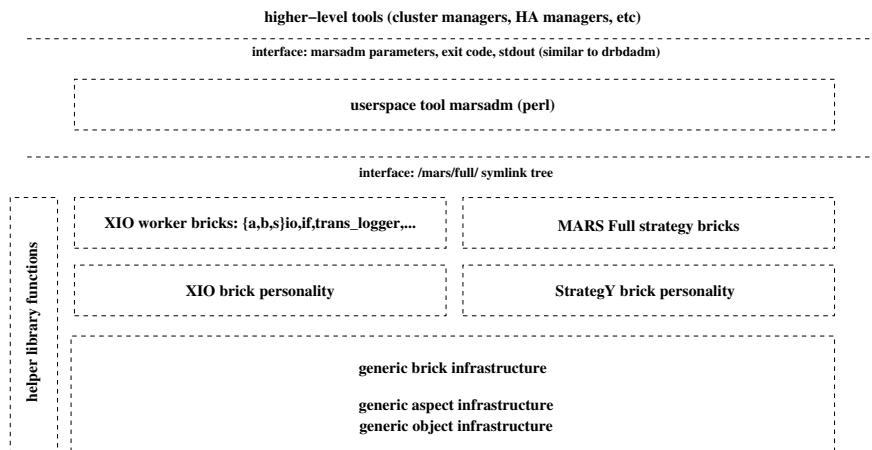 higher−level tools (cluster managers, HA managers, etc)
interface: marsadm parameters, exit code, stdout (similar to drbdadm)
userspace tool marsadm (perl)
interface: /mars/full/ symlink tree
helper library functions
XIO worker bricks: {a,b,s}io,if,trans_logger,...
MARS Full strategy bricks
XIO brick personality
StrategY brick personality
generic brick infrastructure
generic aspect infrastructure
generic object infrastructure